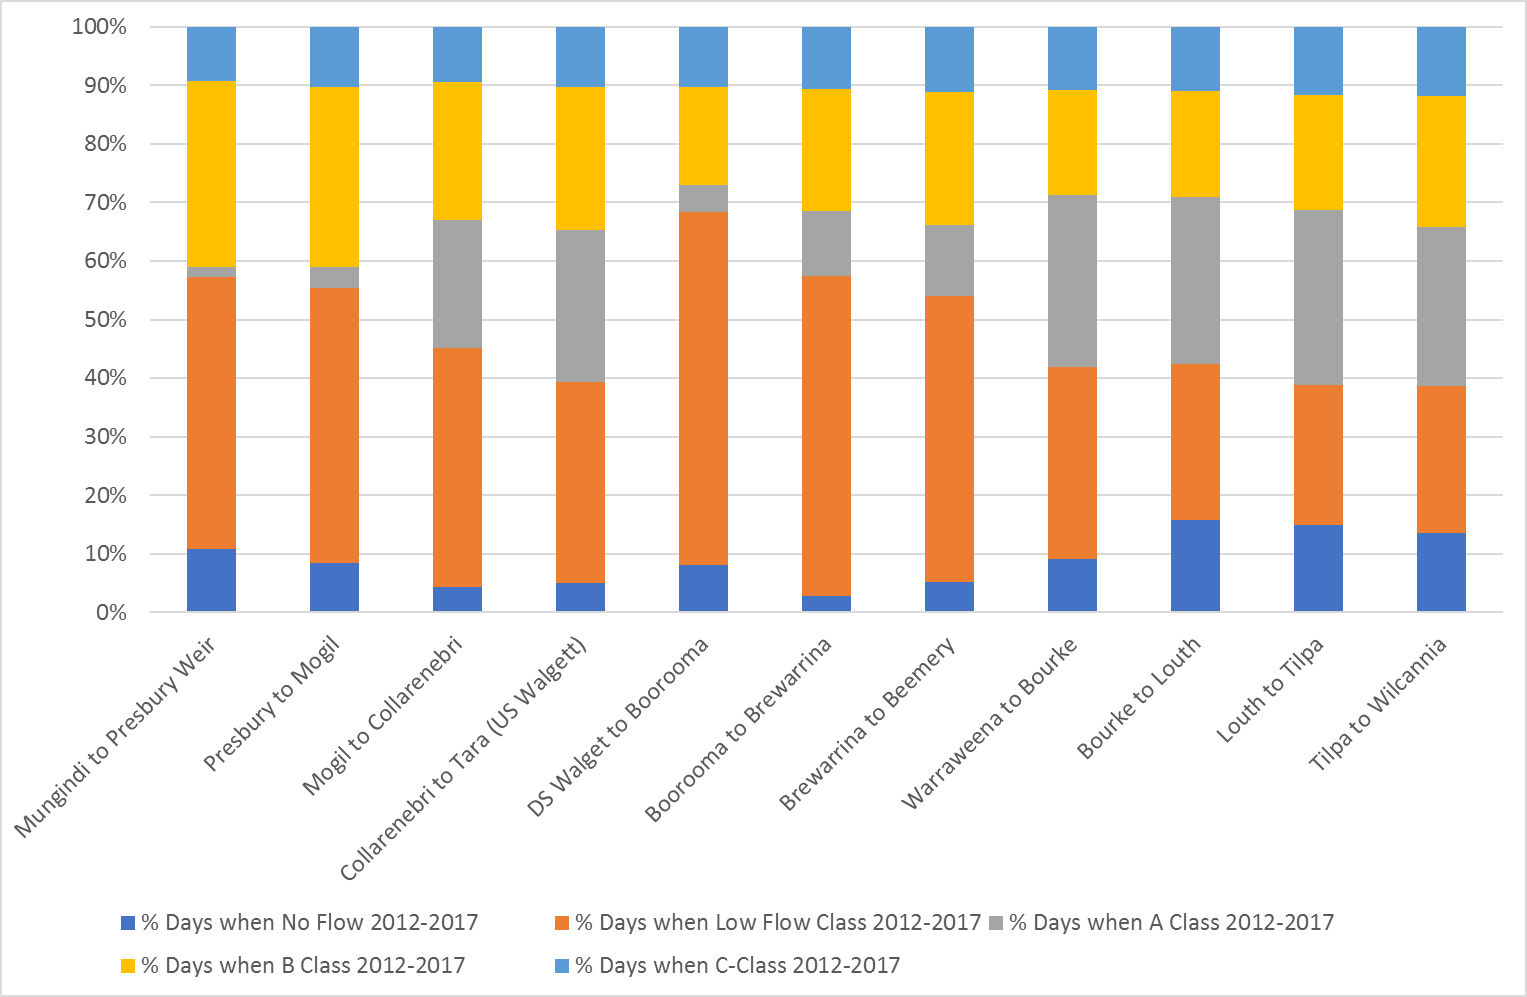 100%
90%
80%
70%
60%
50%
40%
30%
20%
10%
0%
Mungindi to Presbury Weir
Presbury to Mogil
Mogil to Collarenebri
Collarenebri to Tara (US Walgett)
DS Walget to Boorooma
Boorooma to Brewarrina
Brewarrina to Beemery
Warraweena to Bourke
Bourke to Louth
Louth to Tilpa
Tilpa to Wilcannia
% Days when No Flow 2012-2017
% Days when Low Flow Class 2012-2017
% Days when A Class 2012-2017
% Days when B Class 2012-2017
% Days when C-Class 2012-2017